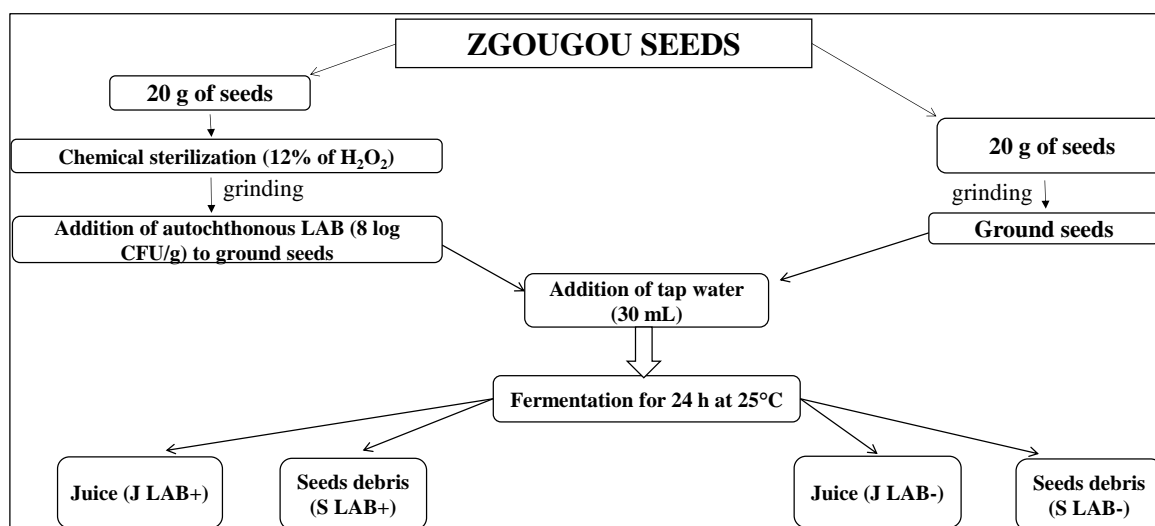 ZGOUGOU SEEDS
20 g of seeds
Chemical sterilization (12% of H₂O₂)
grinding
Addition of autochthonous LAB (8 log
CFU/g) to ground seeds
20 g of seeds
grinding
Ground seeds
Addition of tap water
(30 mL)
Fermentation for 24 h at 25°C
Juice (J LAB+)
Seeds debris
(S LAB+)
Juice (J LAB-)
Seeds debris
(S LAB-)